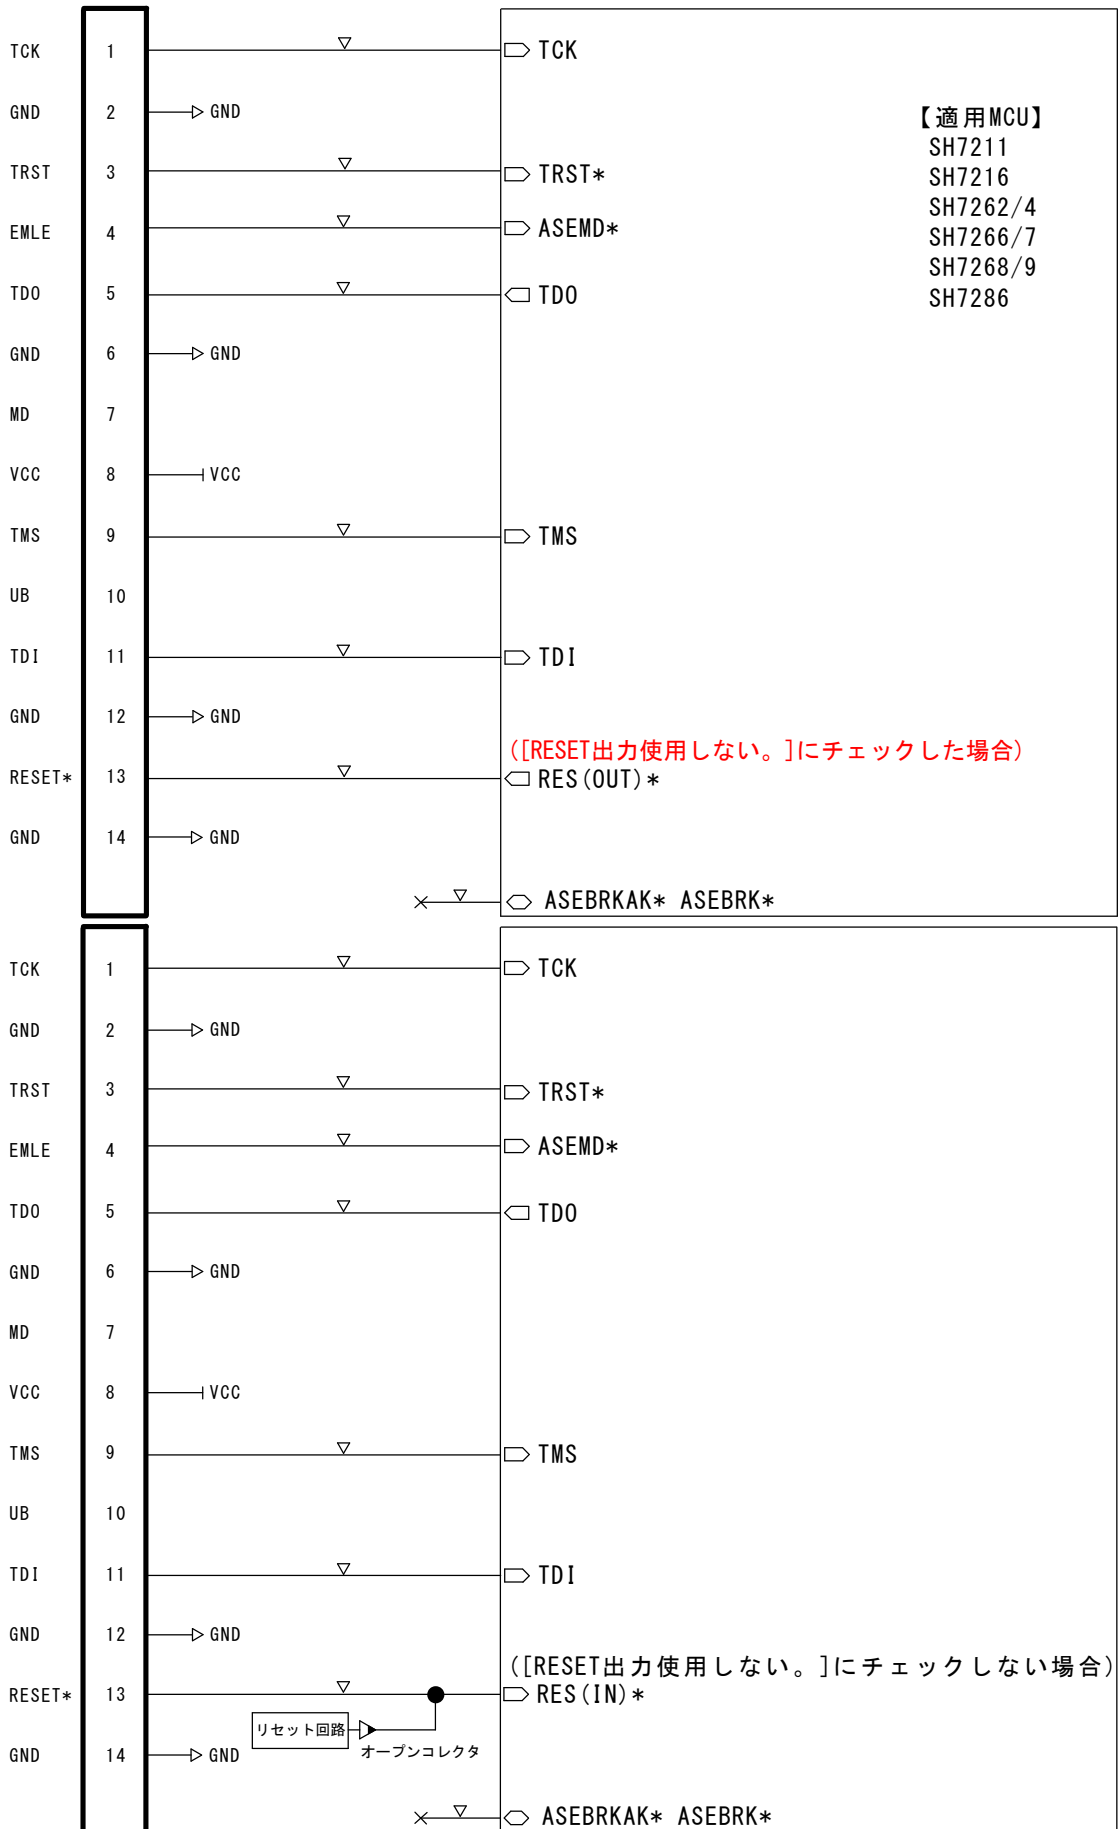 TCK 1 TCK
GND 2 GND
【適用MCU】
SH7211
TRST 3 TRST* SH7216
SH7262/4
EMLE 4 ASEMD* SH7266/7
SH7268/9
TDO 5 TDO SH7286
GND 6 GND
MD 7
VCC 8 VCC
TMS 9 TMS
UB 10
TDI 11 TDI
GND 12 GND
([RESET出力使用しない。]にチェックした場合)
RESET* 13 RES(OUT)*
GND 14 GND
ASEBRKAK* ASEBRK*
TCK 1 TCK
GND 2 GND
TRST 3 TRST*
EMLE 4 ASEMD*
TDO 5 TDO
GND 6 GND
MD 7
VCC 8 VCC
TMS 9 TMS
UB 10
TDI 11 TDI
GND 12 GND
([RESET出力使用しない。]にチェックしない場合)
RESET* 13 RES(IN)*
リセット回路
オープンコレクタ
GND 14 GND
ASEBRKAK* ASEBRK*